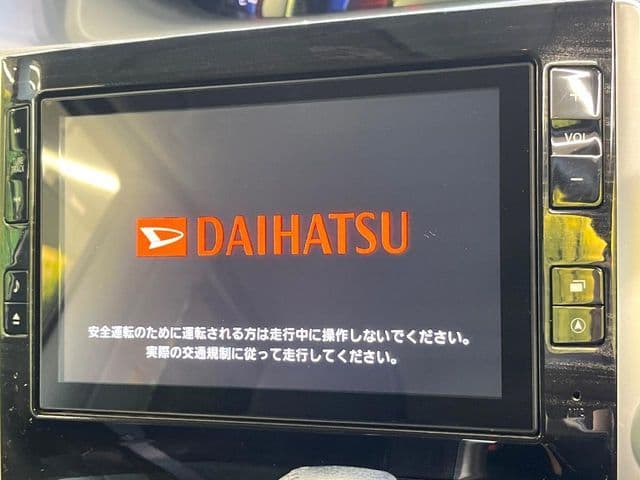 DAIHATSU
安全運転のために運転される方は走行中に操作しないでください。
実際の交通規制に従って走行してください。
VOL